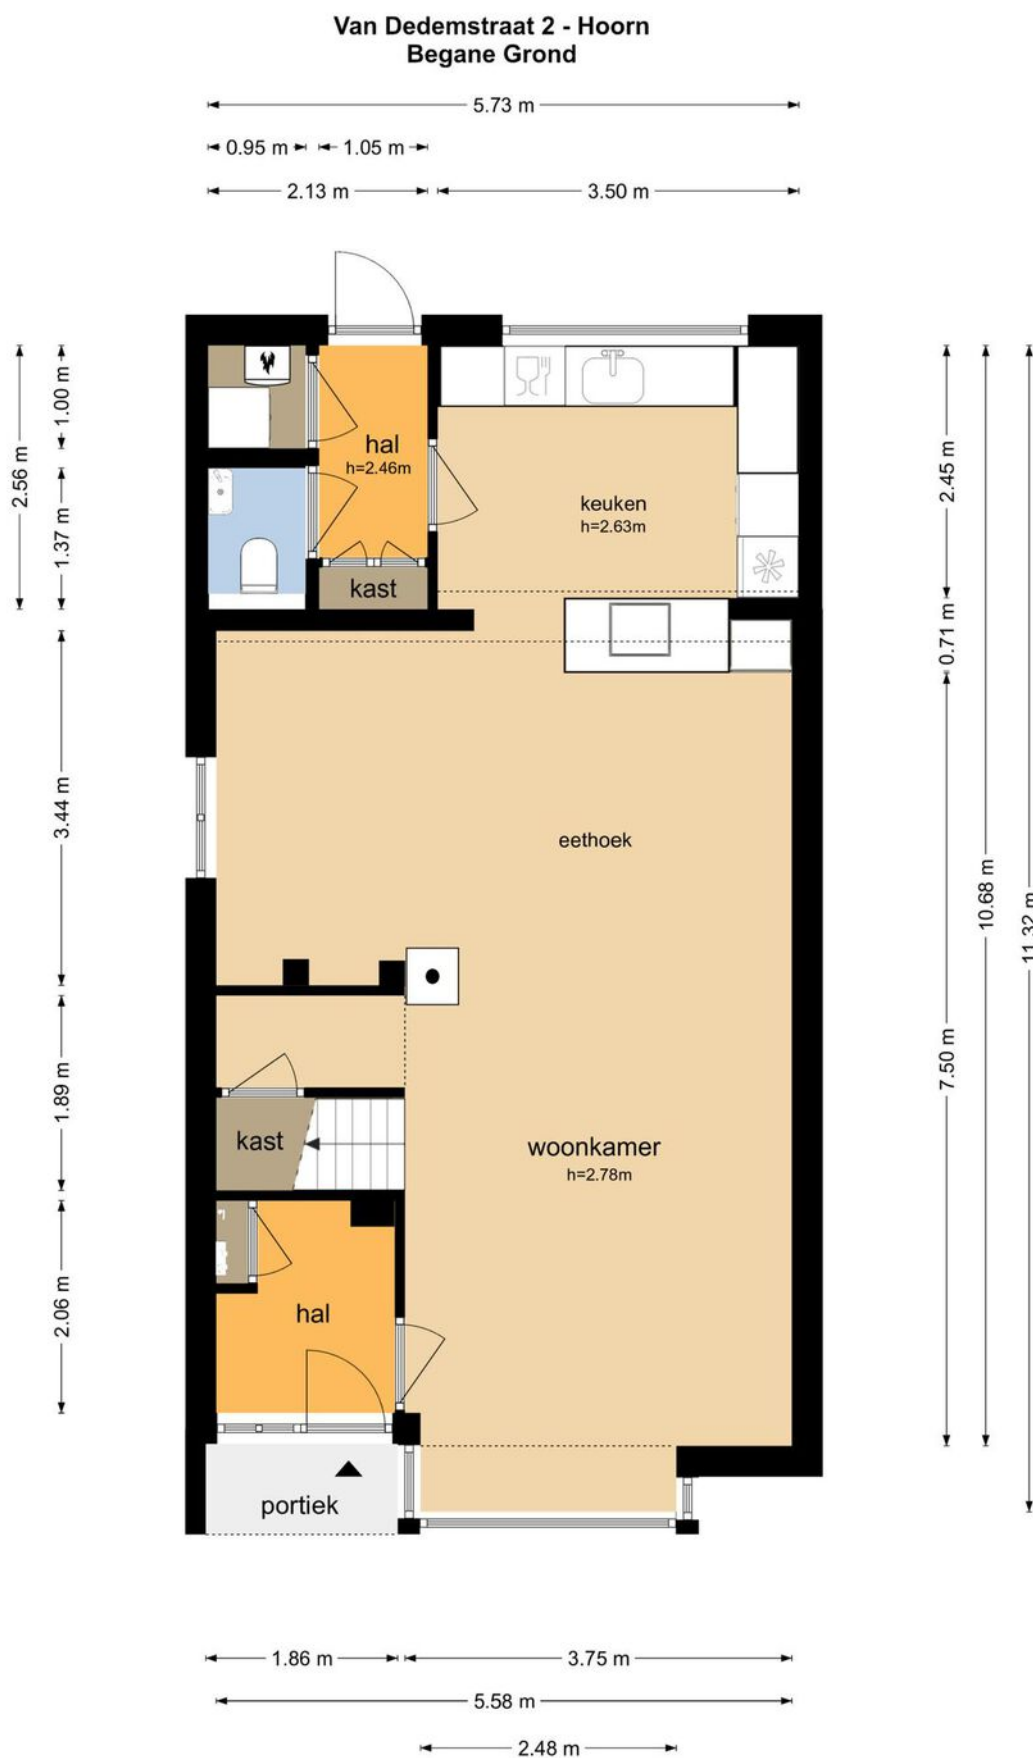 Van Dedemstraat 2 - Hoorn
Begane Grond
5.73 m
0.95 m
1.05 m
2.13 m
3.50 m
2.56 m
1.00 m
1.37 m
hal
h=2.46m
kast
keuken
h=2.63m
2.45 m
0.71 m
3.44 m
eethoek
10.68 m
11.32 m
7.50 m
1.89 m
kast
woonkamer
h=2.78m
2.06 m
hal
portiek
1.86 m
3.75 m
5.58 m
2.48 m